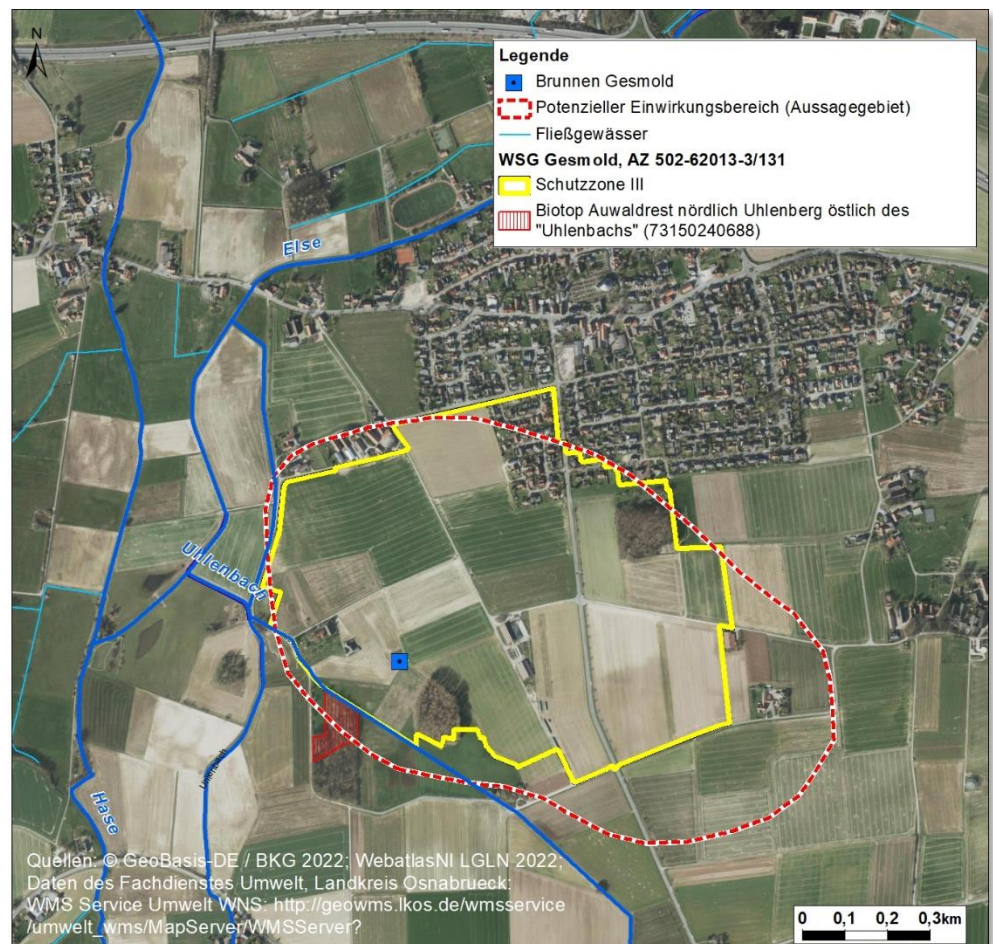 N
Legende
Brunnen Gesmold
Potenzieller Einwirkungsbereich (Aussagegebiet)
Fließgewässer
WSG Gesmold, AZ 502-62013-3/131
Schutzzone III
Biotop Auwaldrest nördlich Uhlenberg östlich des
"Uhlenbachs" (73150240688)
Else
Uhlenbach
Uhlenbach
Hase
Quellen: © GeoBasis-DE / BKG 2022; WebatlasNI LGLN 2022;
Daten des Fachdienstes Umwelt, Landkreis Osnabrueck:
WMS Service Umwelt WNS: http://geowms.lkos.de/wmsservice
/umwelt_wms/MapServer/WMSServer?
0 0,1 0,2 0,3km